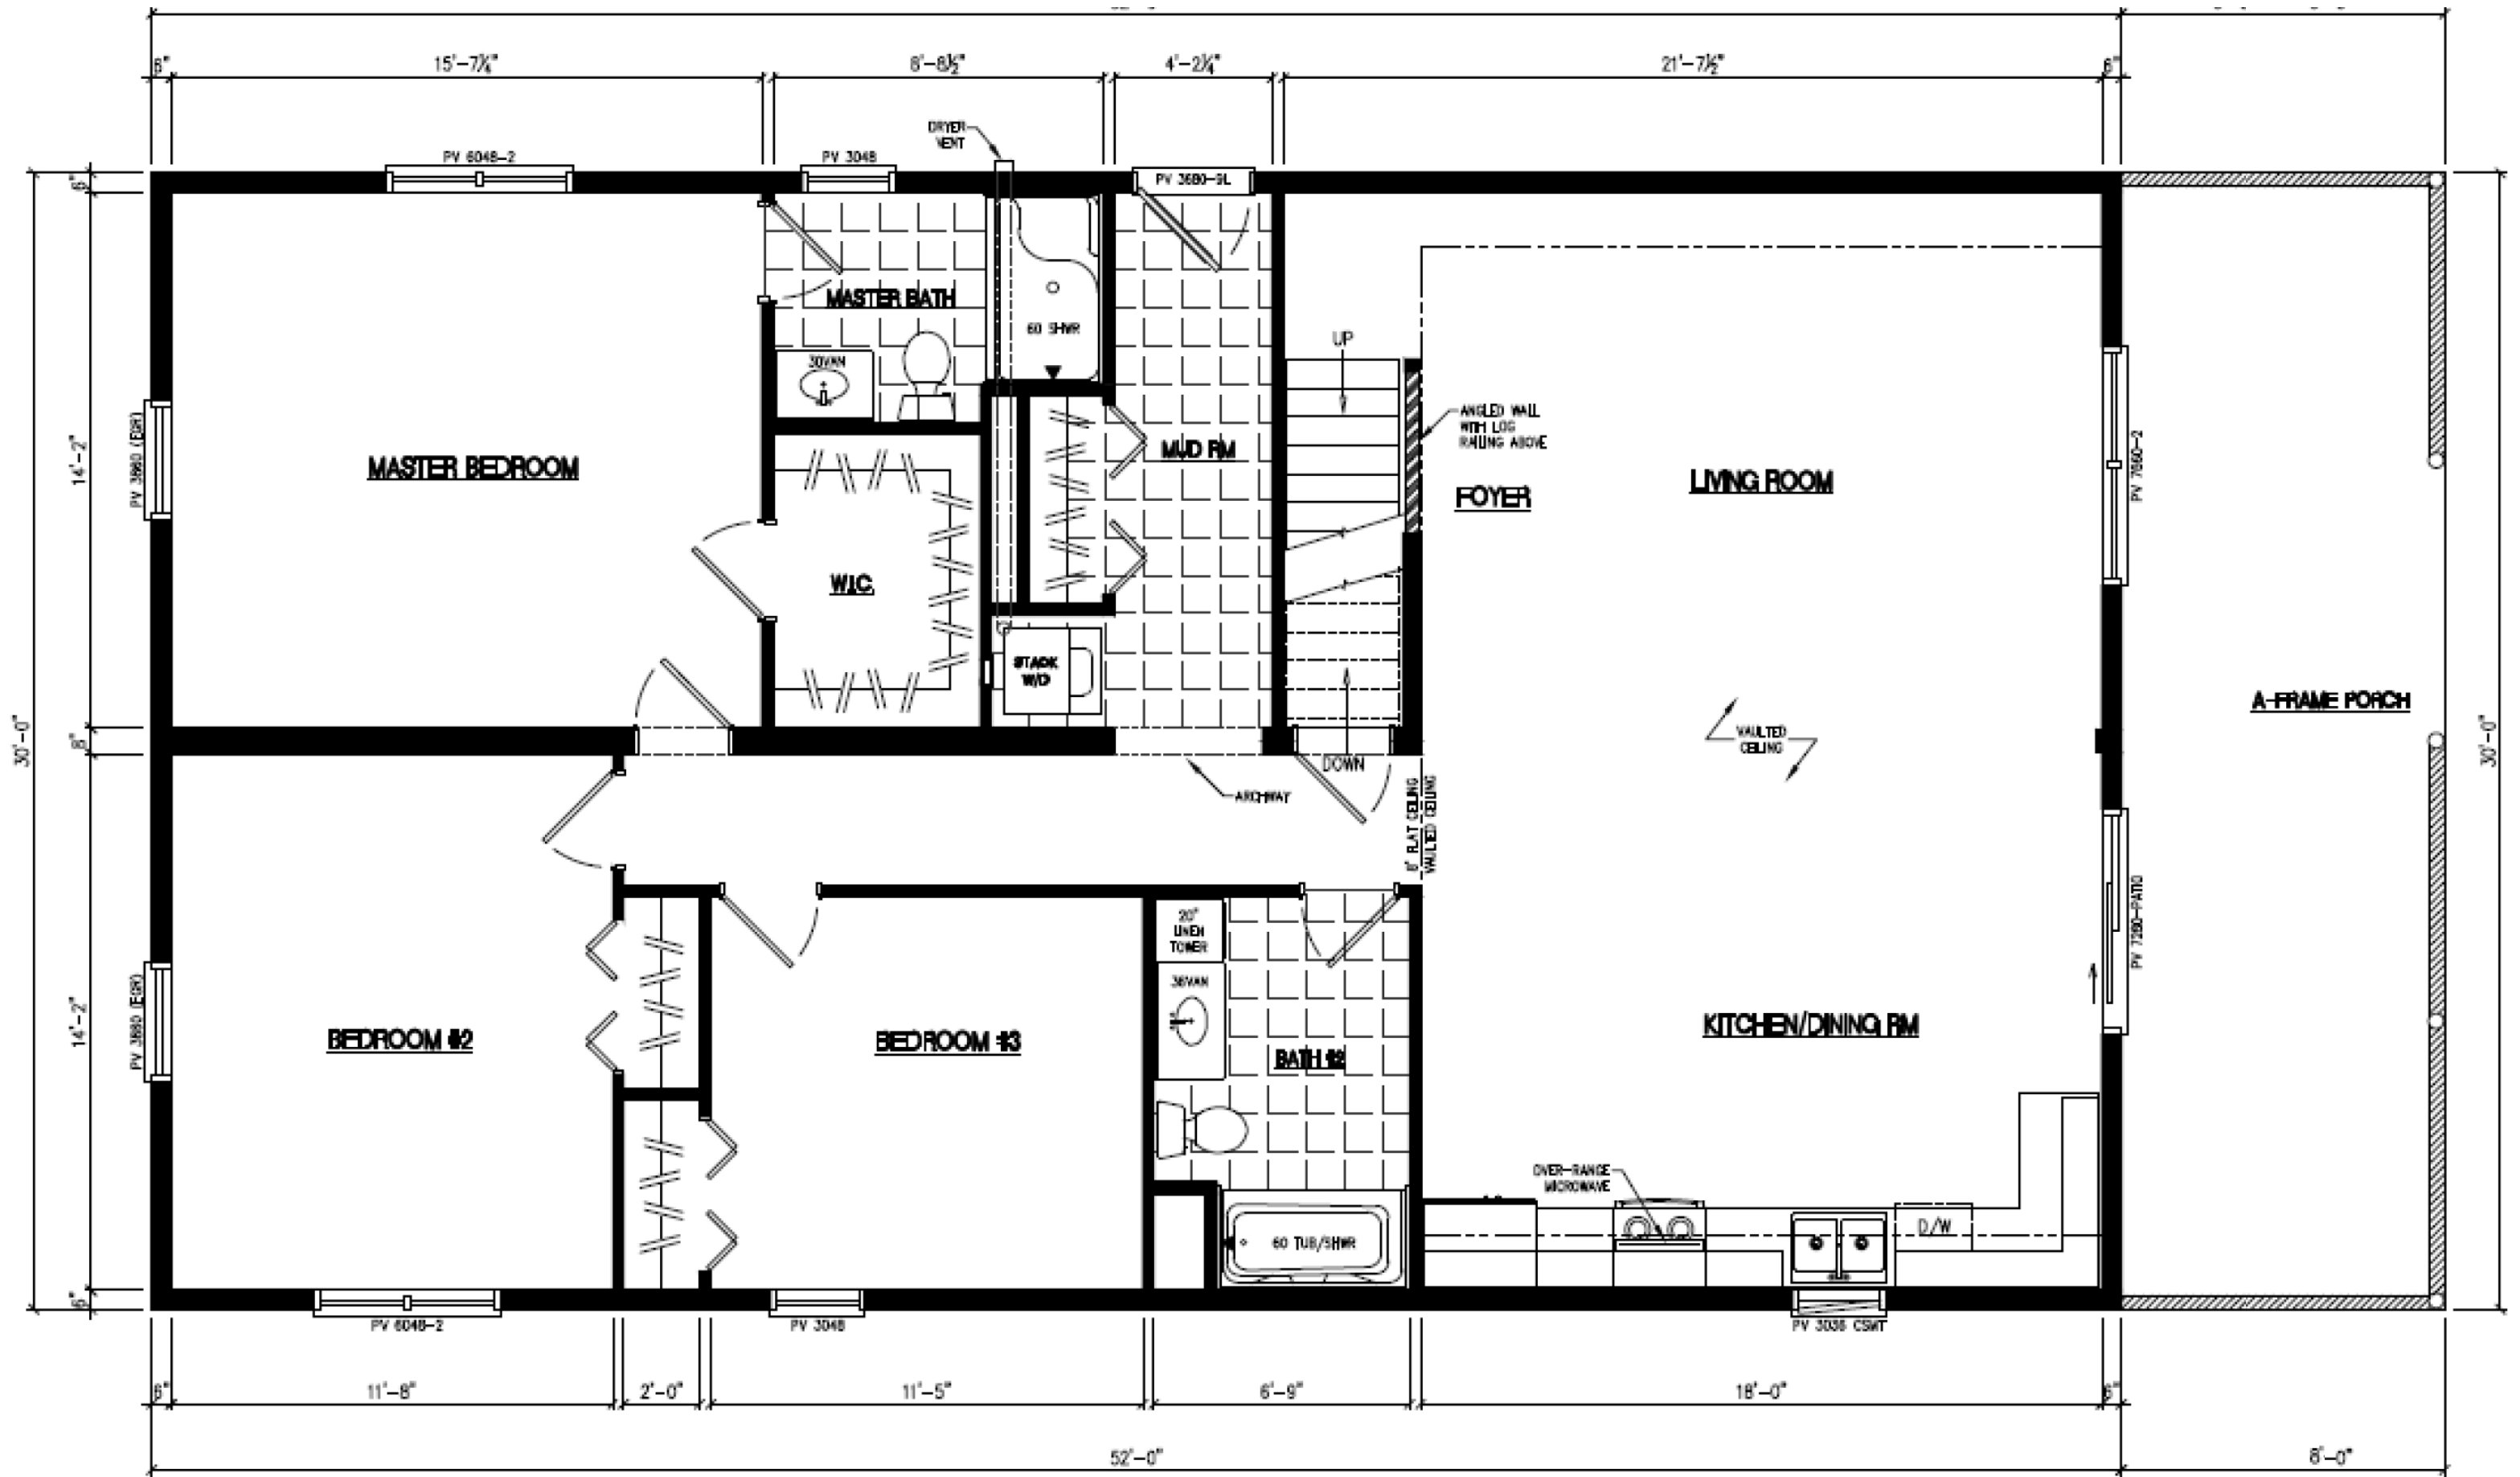 15'-7¼"
8'-8½"
4'-2¼"
21'-7½"
6"
6"
DRYER
VENT
PV 6048-2
PV 3048
PV 3680-9L
6"
MASTER BATH
60 SHWR
30VAN
UP
ANGLED WALL
WITH LOG
RAILING ABOVE
MUD RM
MASTER BEDROOM
LIVING ROOM
FOYER
PV 3660 (EGR)
14'-2"
PV 7660-2
W.I.C.
STACK
W/D
A-FRAME PORCH
VAULTED
CEILING
30'-0"
8"
30'-0"
DOWN
ARCHWAY
8' FLAT CEILING
VAULTED CEILING
20"
LINEN
TOWER
PV 7280-PATIO
36VAN
14'-2"
PV 3660 (EGR)
BEDROOM #2
BEDROOM #3
BATH #2
KITCHEN/DINING RM
OVER-RANGE
MICROWAVE
D/W
60 TUB/SHWR
6"
PV 6048-2
PV 3048
PV 3036 CSMT
6"
11'-8"
2'-0"
11'-5"
6'-9"
18'-0"
6"
52'-0"
8'-0"